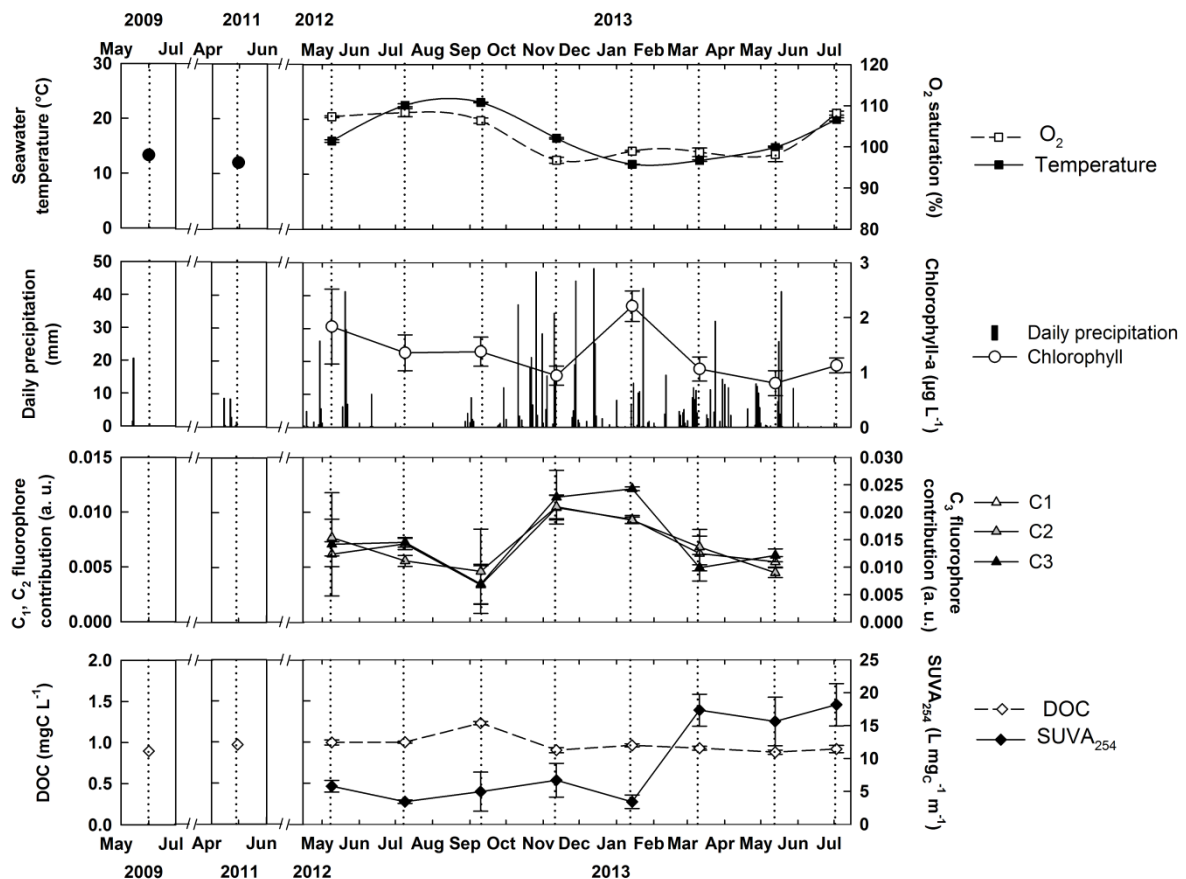 2009 2011 2012 2013
May Jul Apr Jun May Jun Jul Aug Sep Oct Nov Dec Jan Feb Mar Apr May Jun Jul
Seawater
temperature (°C)
30
20
10
0
120
110
100
90
80
O2 saturation
(%)
O2
Temperature
Daily precipitation
(mm)
50
40
30
20
10
0
3
2
1
0
Chlorophyll-a (µg L-1)
Daily precipitation
Chlorophyll
C1, C2 fluorophore
contribution (a. u.)
0.015
0.010
0.005
0.000
0.030
0.025
0.020
0.015
0.010
0.005
0.000
C3 fluorophore
contribution (a. u.)
C1
C2
C3
DOC (mgC L-1)
2.0
1.5
1.0
0.5
0.0
25
20
15
10
5
0
SUVA254 (L mgC-1 m-1)
DOC
SUVA254
May Jul Apr Jun May Jun Jul Aug Sep Oct Nov Dec Jan Feb Mar Apr May Jun Jul
2009 2011 2012 2013